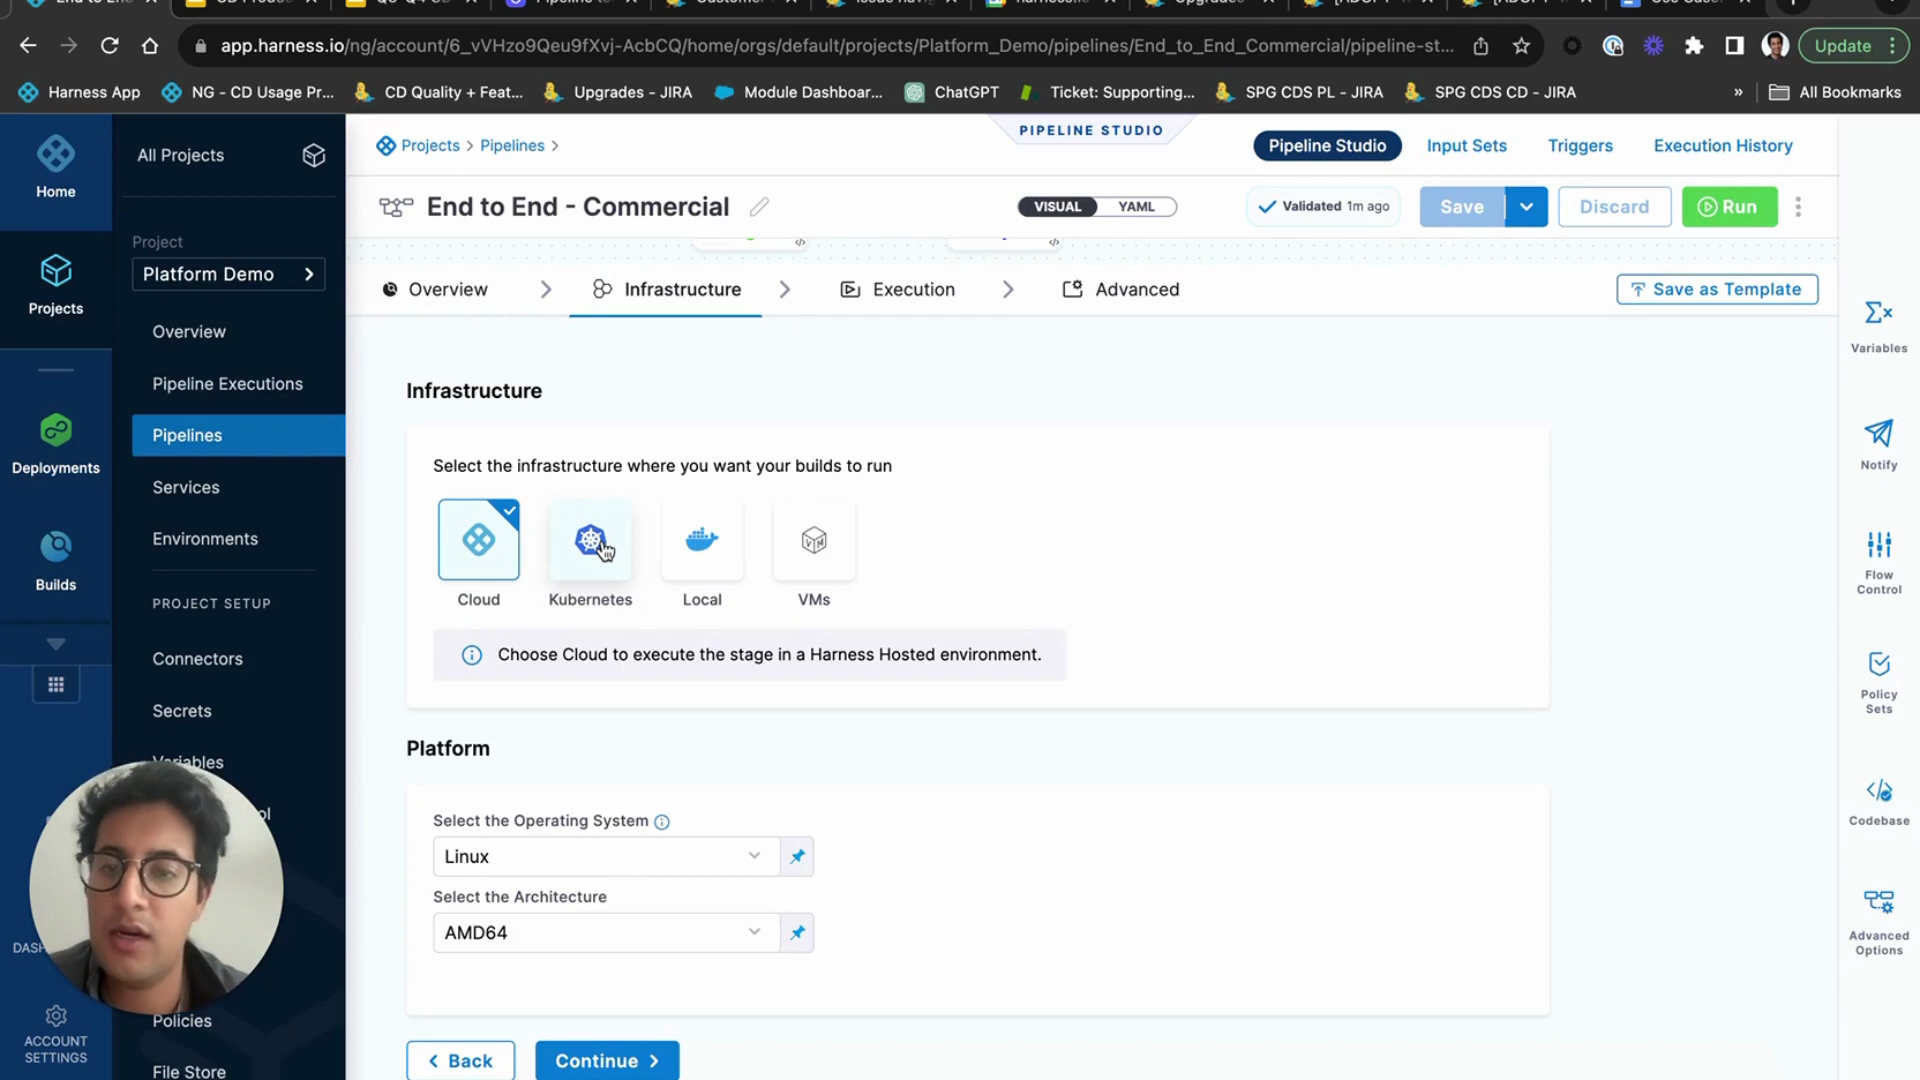 app.harness.io/ng/account/6_vVHzo9Qeu9fXvj-AcbCQ/home/orgs/default/projects/Platform_Demo/pipelines/End_to_End_Commercial/pipeline-st...
Update
Harness App
NG - CD Usage Pr...
CD Quality + Feat...
Upgrades - JIRA
Module Dashboar...
ChatGPT
Ticket: Supporting...
SPG CDS PL - JIRA
SPG CDS CD - JIRA
»
All Bookmarks
Home
Projects
Deployments
Builds
ACCOUNT
SETTINGS
All Projects
Project
Platform Demo
Overview
Pipeline Executions
Pipelines
Services
Environments
PROJECT SETUP
Connectors
Secrets
Variables
Policies
File Store
Projects > Pipelines >
PIPELINE STUDIO
Pipeline Studio
Input Sets
Triggers
Execution History
End to End - Commercial
VISUAL
YAML
Validated 1m ago
Save
Discard
Run
Overview
Infrastructure
Execution
Advanced
Save as Template
Infrastructure
Select the infrastructure where you want your builds to run
Cloud
Kubernetes
Local
VM
VMs
Choose Cloud to execute the stage in a Harness Hosted environment.
Platform
Select the Operating System
Linux
Select the Architecture
AMD64
Back
Continue
Variables
Notify
Flow
Control
Policy
Sets
Codebase
Advanced
Options